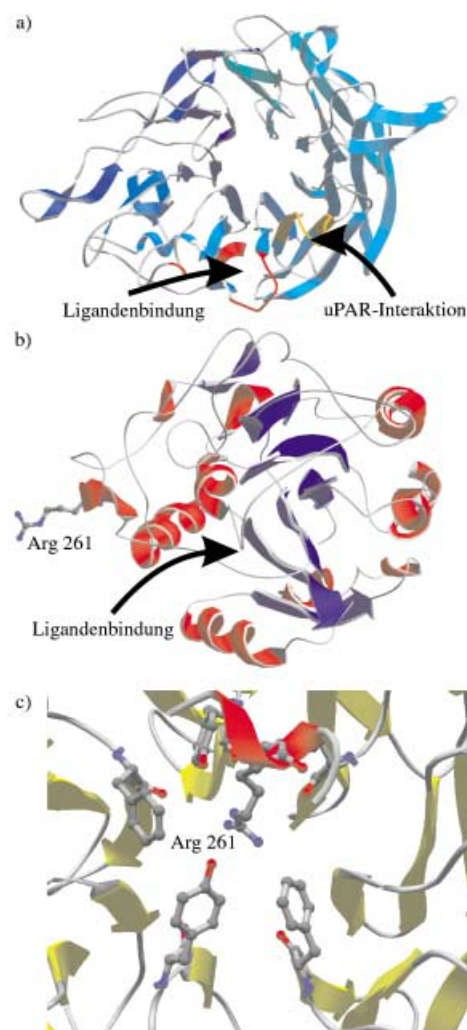 a)
Ligandenbindung
uPAR-Interaktion
b)
Arg 261
Ligandenbindung
c)
Arg 261